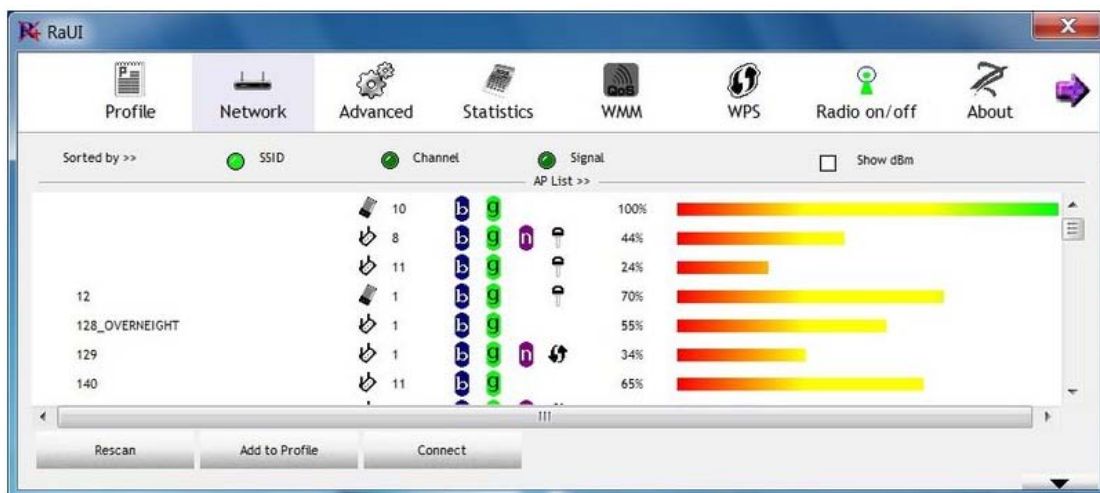 RaUI
Profile Network Advanced Statistics QoS WMM WPS Radio on/off About
Sorted by >> SSID Channel Signal Show dBm
AP List >>
10 b g 100%
8 b g n 44%
11 b g 24%
12 1 b g 70%
128_OVERNEIGHT 1 b g 55%
129 1 b g n 34%
140 11 b g 65%
Rescan Add to Profile Connect